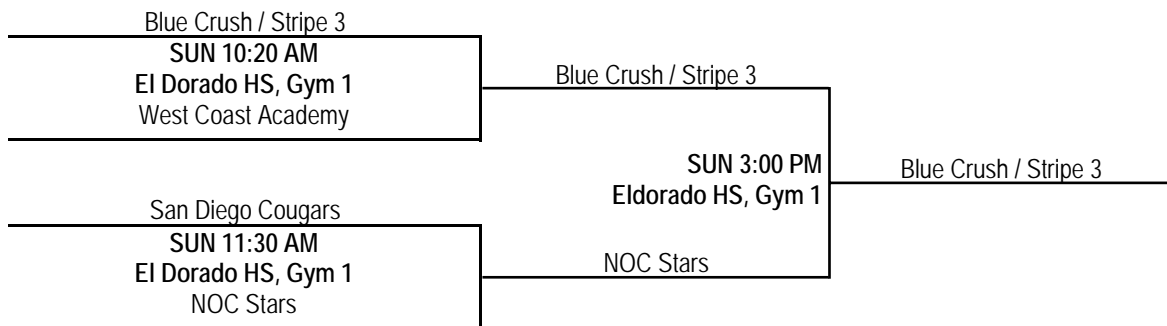 Blue Crush / Stripe 3
SUN 10:20 AM
El Dorado HS, Gym 1
West Coast Academy
Blue Crush / Stripe 3
SUN 3:00 PM
Eldorado HS, Gym 1
Blue Crush / Stripe 3
San Diego Cougars
SUN 11:30 AM
El Dorado HS, Gym 1
NOC Stars
NOC Stars